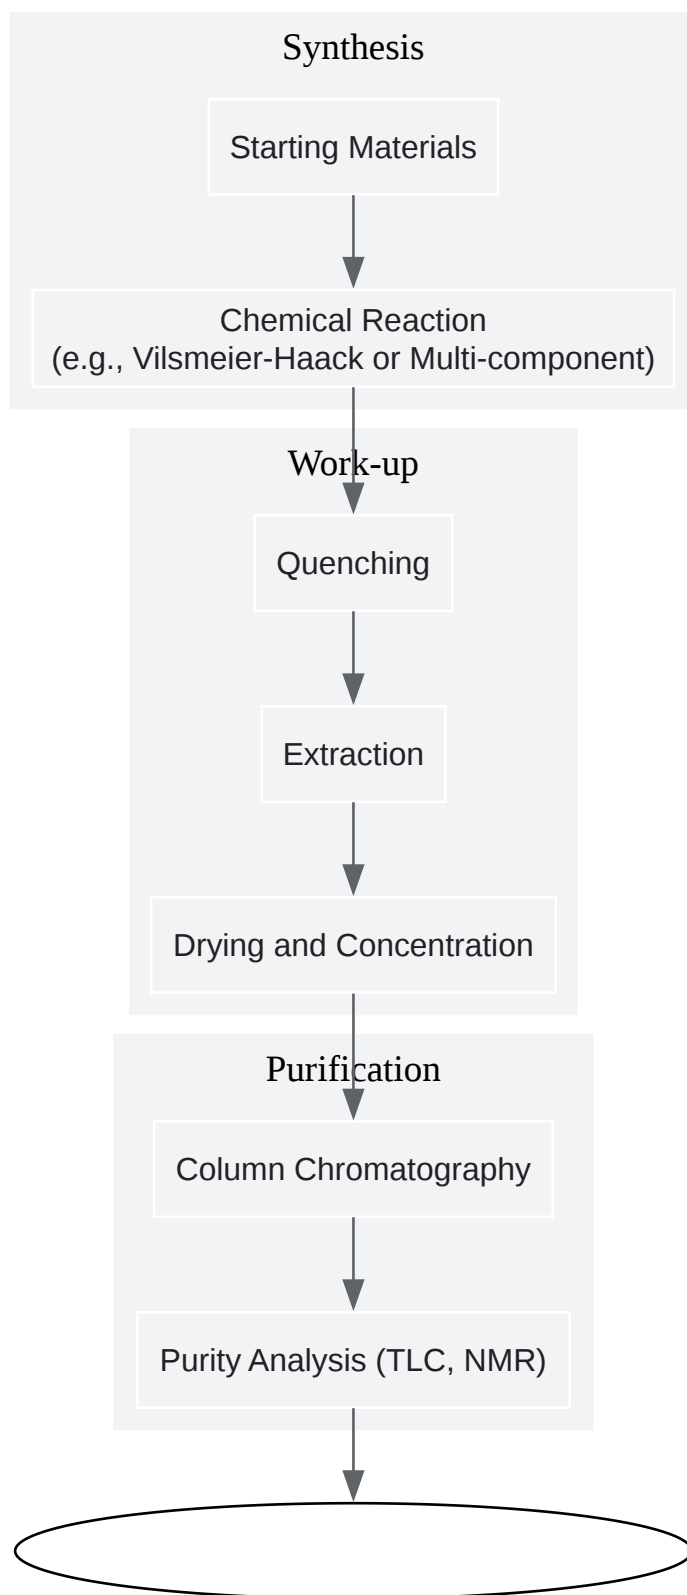 Synthesis
Starting Materials
Chemical Reaction
(e.g., Vilsmeier-Haack or Multi-component)
Work-up
Quenching
Extraction
Drying and Concentration
Purification
Column Chromatography
Purity Analysis (TLC, NMR)